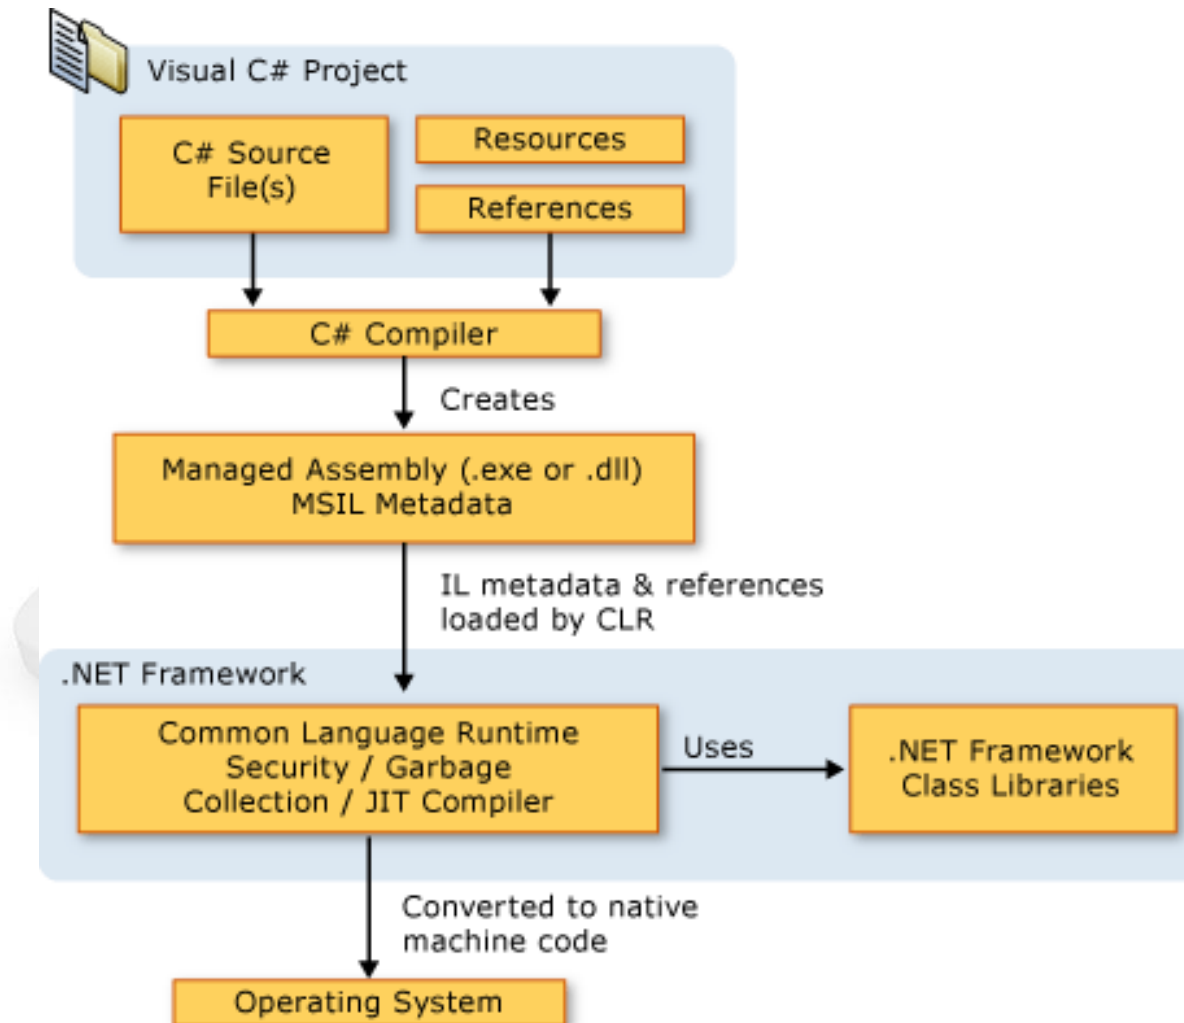 Visual C# Project
C# Source
File(s)
Resources
References
C# Compiler
Creates
Managed Assembly (.exe or .dll)
MSIL Metadata
IL metadata & references
loaded by CLR
.NET Framework
Common Language Runtime
Security / Garbage
Collection / JIT Compiler
Uses
.NET Framework
Class Libraries
Converted to native
machine code
Operating System